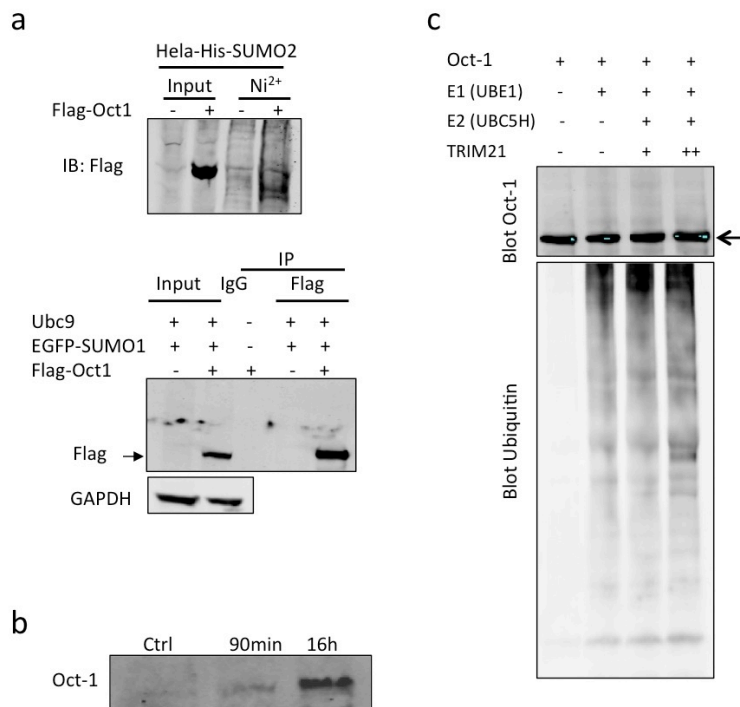 a
Hela-His-SUMO2
Input Ni2+
Flag-Oct1 - + - +
IB: Flag
IP
Input IgG Flag
Ubc9 + + - + +
EGFP-SUMO1 + + - + +
Flag-Oct1 - + + - +
Flag
GAPDH
b
Ctrl 90min 16h
Oct-1
c
Oct-1 + + + +
E1 (UBE1) - + + +
E2 (UBC5H) - - + +
TRIM21 - - + ++
Blot Oct-1
Blot Ubiquitin